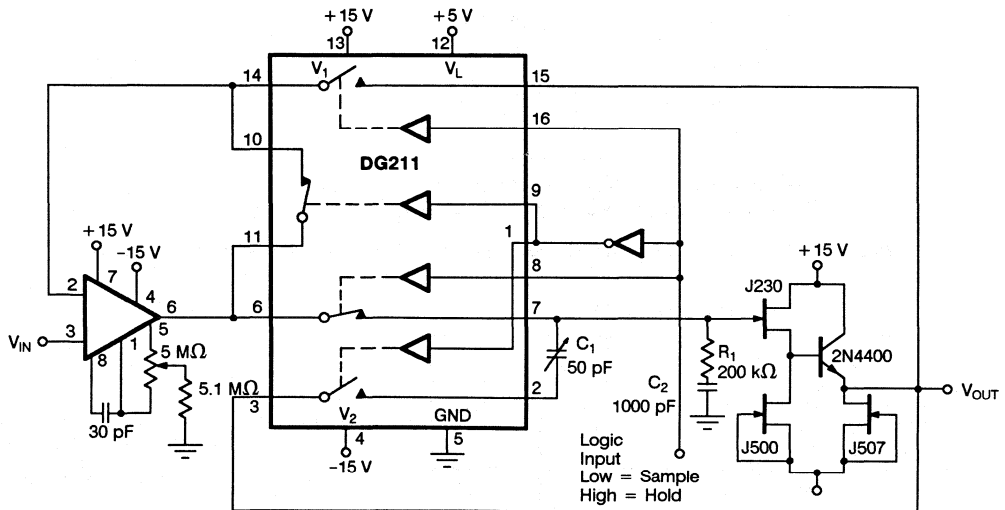 +15 V
+5 V
13
12
14
V1
VL
15
16
10
DG211
9
11
1
8
+15 V
−15 V
+15 V
7
4
2
6
6
7
J230
VIN
3
5
8
1
5 MΩ
C1
50 pF
R1
200 kΩ
2N4400
5.1 MΩ
C2
1000 pF
VOUT
3
2
30 pF
V2
GND
4
5
−15 V
J500
J507
Logic
Input
Low = Sample
High = Hold